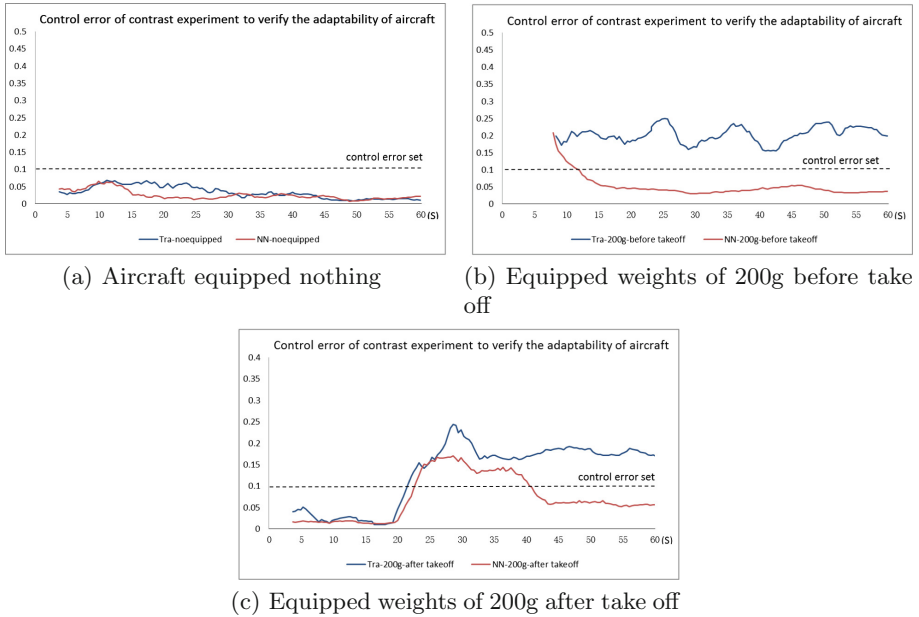 Control error of contrast experiment to verify the adaptability of aircraft
0.5
0.45
0.4
0.35
0.3
0.25
0.2
0.15
control error set
0.1
0.05
0
0 5 10 15 20 25 30 35 40 45 50 55 60 (S)
Tra-noequipped NN-noequipped
(a) Aircraft equipped nothing
Control error of contrast experiment to verify the adaptability of aircraft
0.5
0.45
0.4
0.35
0.3
0.25
0.2
0.15
control error set
0.1
0.05
0
0 5 10 15 20 25 30 35 40 45 50 55 60 (S)
Tra-200g-before takeoff NN-200g-before takeoff
(b) Equipped weights of 200g before take
off
Control error of contrast experiment to verify the adaptability of aircraft
0.4
0.35
0.3
0.25
0.2
0.15
control error set
0.1
0.05
0
0 5 10 15 20 25 30 35 40 45 50 55 60 (S)
Tra-200g-after takeoff NN-200g-after takeoff
(c) Equipped weights of 200g after take off